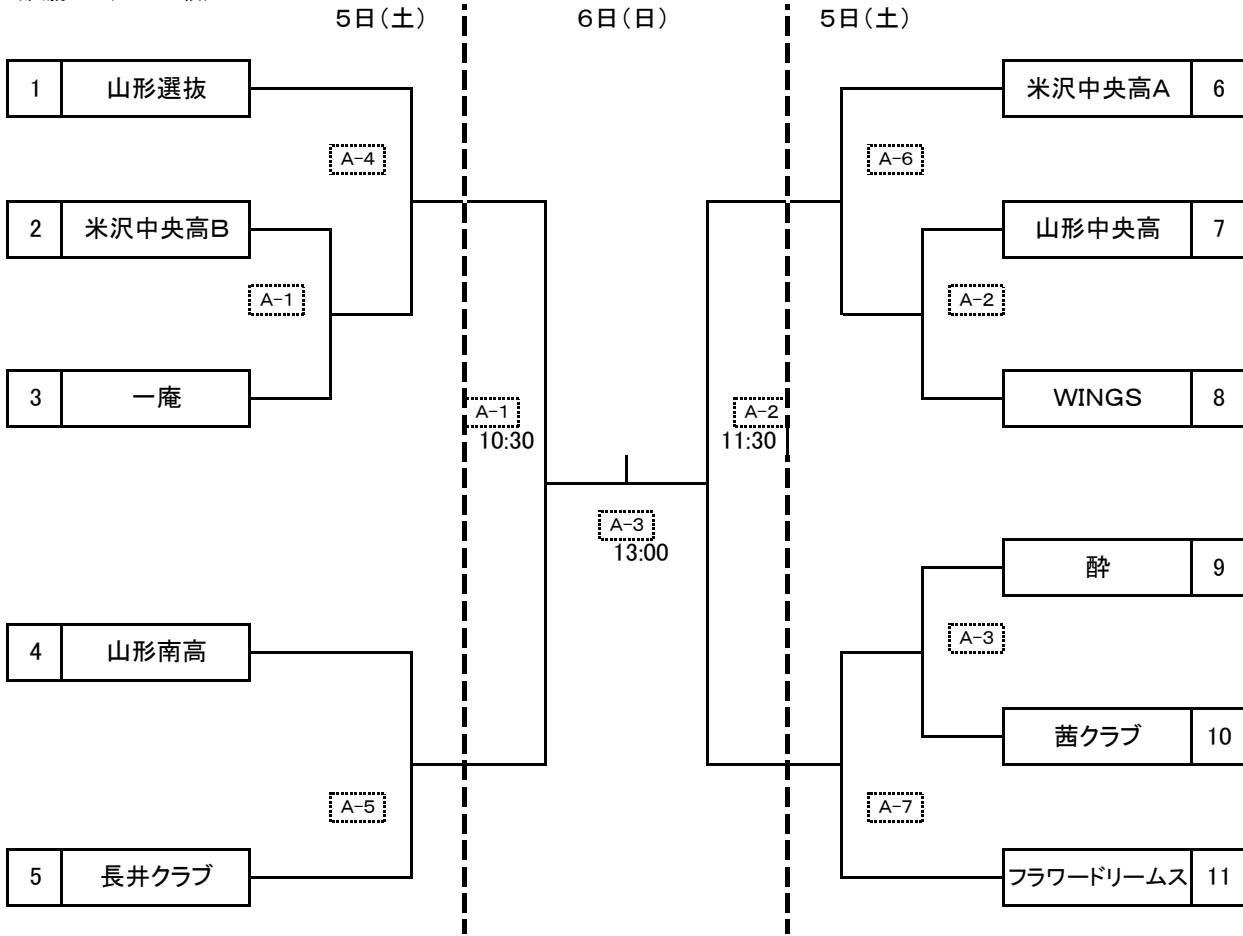 5日(土) 6日(日) 5日(土)
1 山形選抜
A-4
2 米沢中央高B
A-1
3 一庵
A-1
10:30
4 山形南高
A-5
5 長井クラブ
A-3
13:00
米沢中央高A 6
A-6
山形中央高 7
A-2
WINGS 8
A-2
11:30
酔 9
A-3
茜クラブ 10
A-7
フラワードリームス 11